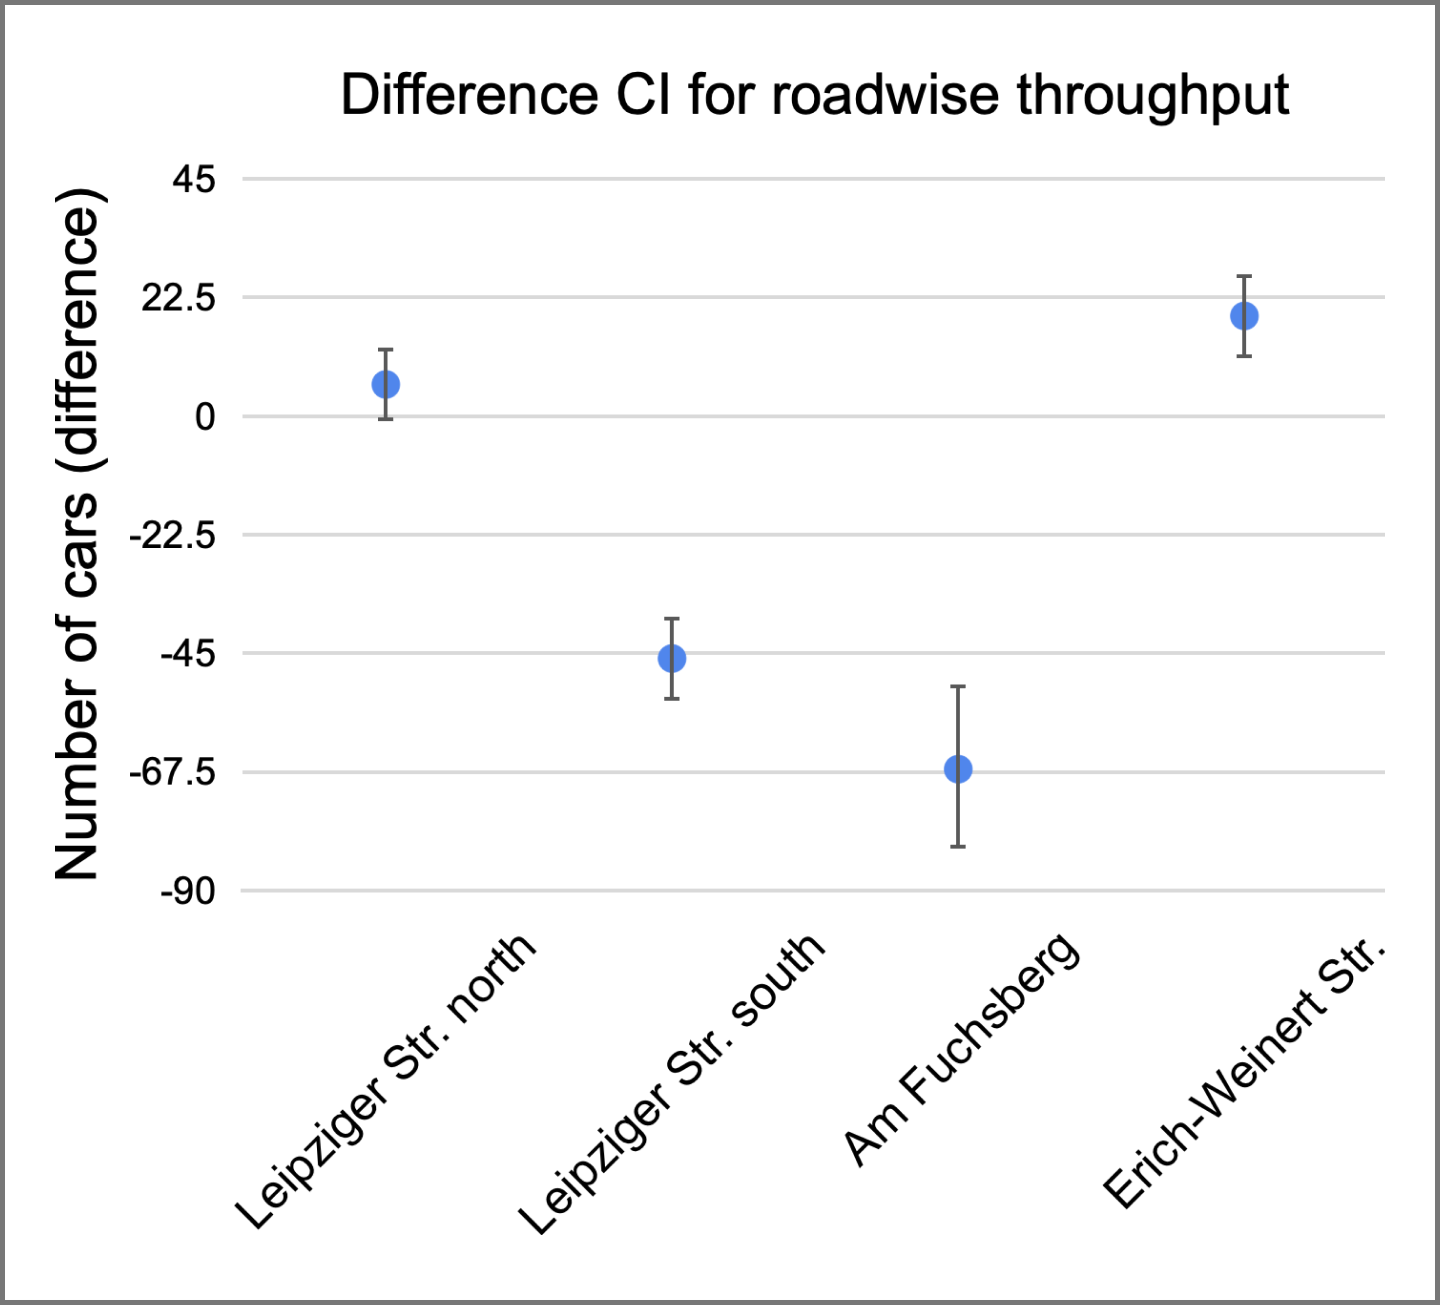 Difference CI for roadwise throughput
Number of cars (difference)
45
22.5
0
-22.5
-45
-67.5
-90
Leipziger Str. north
Leipziger Str. south
Am Fuchsberg
Erich-Weinert Str.